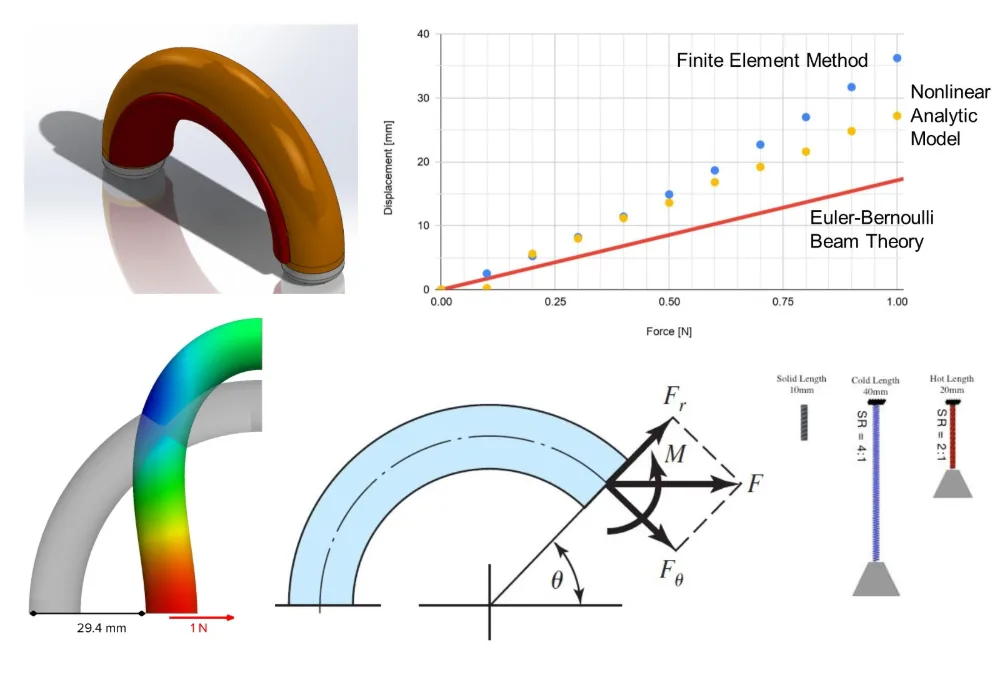 40
Finite Element Method
30
Nonlinear
Analytic
Model
Displacement [mm]
20
10
Euler-Bernoulli
Beam Theory
0
0.00 0.25 0.50 0.75 1.00
Force [N]
Solid Length
10mm
Cold Length
40mm
Hot Length
20mm
SR = 4:1
SR = 2:1
F_r
M
F
F_θ
θ
29.4 mm
1 N